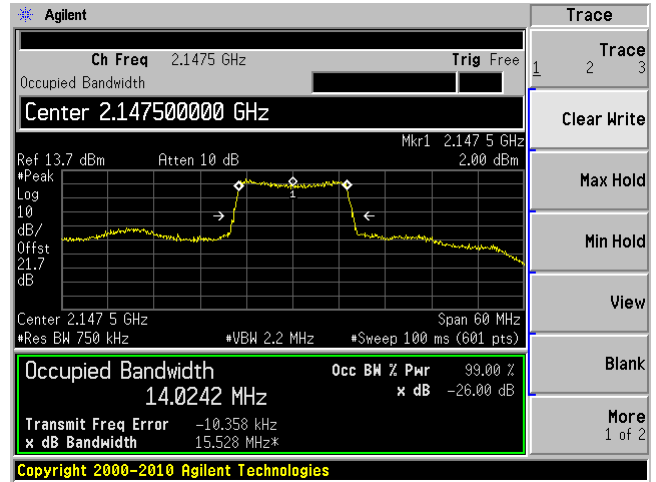 Agilent
Trace
Ch Freq 2.1475 GHz Trig Free
Occupied Bandwidth
Center 2.147500000 GHz
Mkr1 2.147 5 GHz
Ref 13.7 dBm Atten 10 dB 2.00 dBm
#Peak
Log
10
dB/
Offst
21.7
dB
1
Center 2.147 5 GHz Span 60 MHz
#Res BW 750 kHz #VBW 2.2 MHz #Sweep 100 ms (601 pts)
Occupied Bandwidth Occ BW % Pwr 99.00 %
14.0242 MHz x dB -26.00 dB
Transmit Freq Error -10.358 kHz
x dB Bandwidth 15.528 MHz*
Copyright 2000-2010 Agilent Technologies
Trace
1 2 3
Clear Write
Max Hold
Min Hold
View
Blank
More
1 of 2